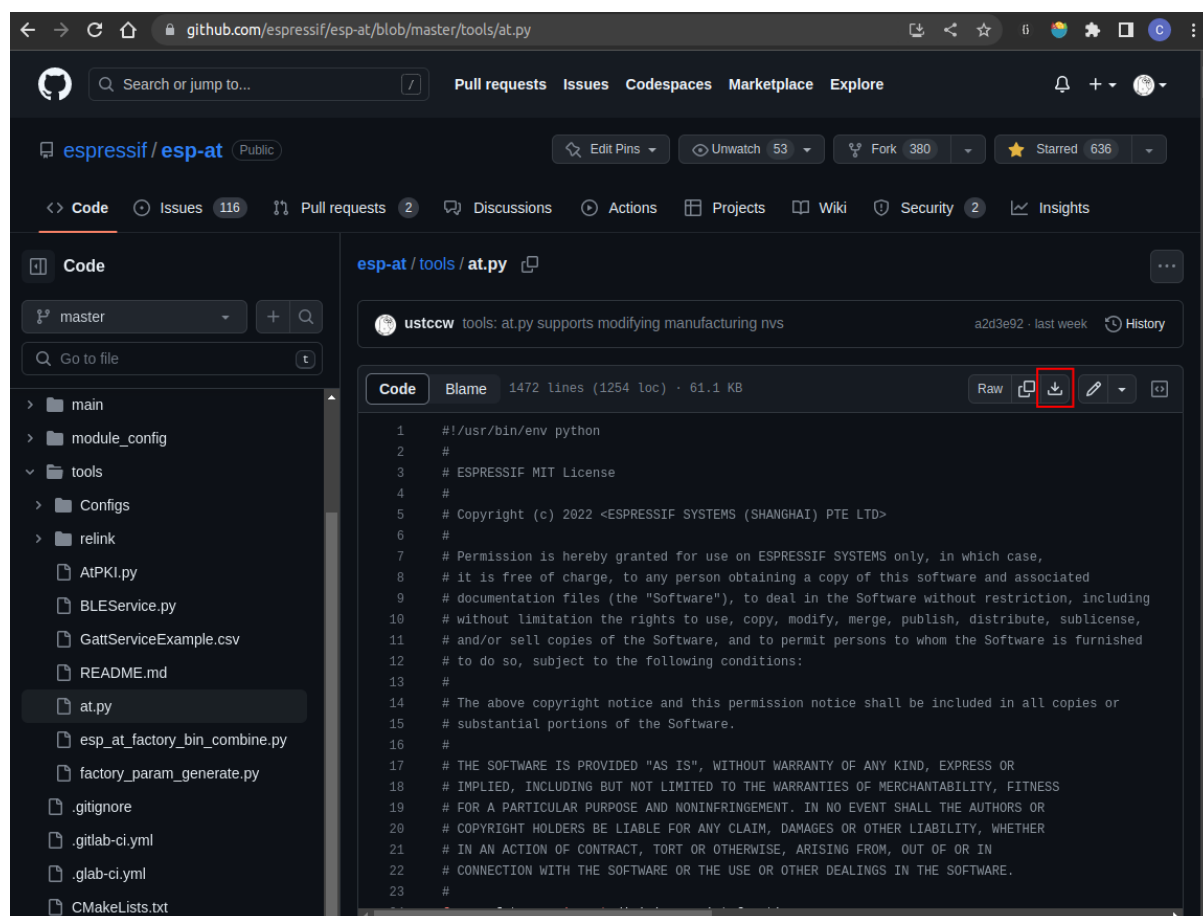 github.com/espressif/esp-at/blob/master/tools/at.py
C
Search or jump to...
/
Pull requests Issues Codespaces Marketplace Explore
espressif / esp-at Public
Edit Pins
Unwatch 53
Fork 380
Starred 636
Code
Issues 116
Pull requests 2
Discussions
Actions
Projects
Wiki
Security 2
Insights
Code
master
Go to file
t
main
module_config
tools
Configs
relink
AtPKI.py
BLEService.py
GattServiceExample.csv
README.md
at.py
esp_at_factory_bin_combine.py
factory_param_generate.py
.gitignore
.gitlab-ci.yml
.glab-ci.yml
CMakeLists.txt
esp-at / tools / at.py
ustccw tools: at.py supports modifying manufacturing nvs
a2d3e92 · last week History
Code Blame 1472 lines (1254 loc) · 61.1 KB
Raw
1 #!/usr/bin/env python
2 #
3 # ESPRESSIF MIT License
4 #
5 # Copyright (c) 2022 <ESPRESSIF SYSTEMS (SHANGHAI) PTE LTD>
6 #
7 # Permission is hereby granted for use on ESPRESSIF SYSTEMS only, in which case,
8 # it is free of charge, to any person obtaining a copy of this software and associated
9 # documentation files (the "Software"), to deal in the Software without restriction, including
10 # without limitation the rights to use, copy, modify, merge, publish, distribute, sublicense,
11 # and/or sell copies of the Software, and to permit persons to whom the Software is furnished
12 # to do so, subject to the following conditions:
13 #
14 # The above copyright notice and this permission notice shall be included in all copies or
15 # substantial portions of the Software.
16 #
17 # THE SOFTWARE IS PROVIDED "AS IS", WITHOUT WARRANTY OF ANY KIND, EXPRESS OR
18 # IMPLIED, INCLUDING BUT NOT LIMITED TO THE WARRANTIES OF MERCHANTABILITY, FITNESS
19 # FOR A PARTICULAR PURPOSE AND NONINFRINGEMENT. IN NO EVENT SHALL THE AUTHORS OR
20 # COPYRIGHT HOLDERS BE LIABLE FOR ANY CLAIM, DAMAGES OR OTHER LIABILITY, WHETHER
21 # IN AN ACTION OF CONTRACT, TORT OR OTHERWISE, ARISING FROM, OUT OF OR IN
22 # CONNECTION WITH THE SOFTWARE OR THE USE OR OTHER DEALINGS IN THE SOFTWARE.
23 #